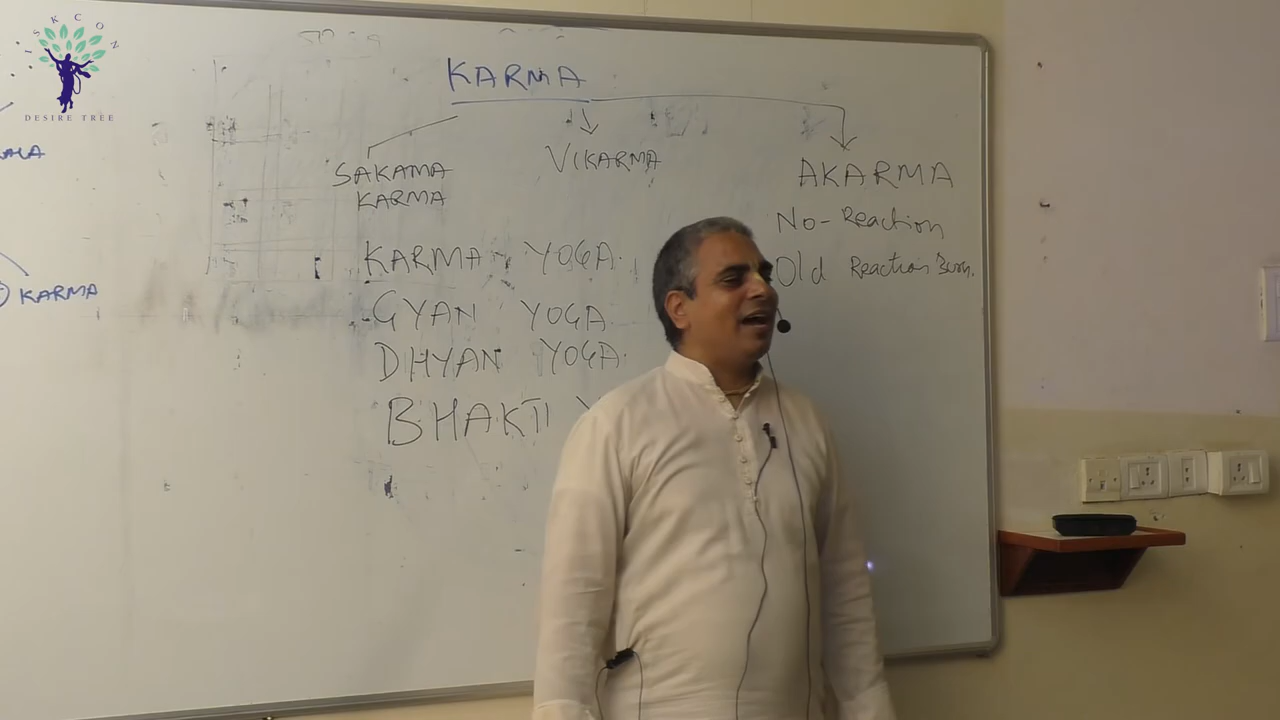 ISKCON
DESIRE TREE
KARMA
SAKAMA
KARMA
VIKARMA
AKARMA
No-Reaction
Old Reaction
KARMA YOGA
GYAN YOGA
DHYAN YOGA
BHAKTI
KARMA